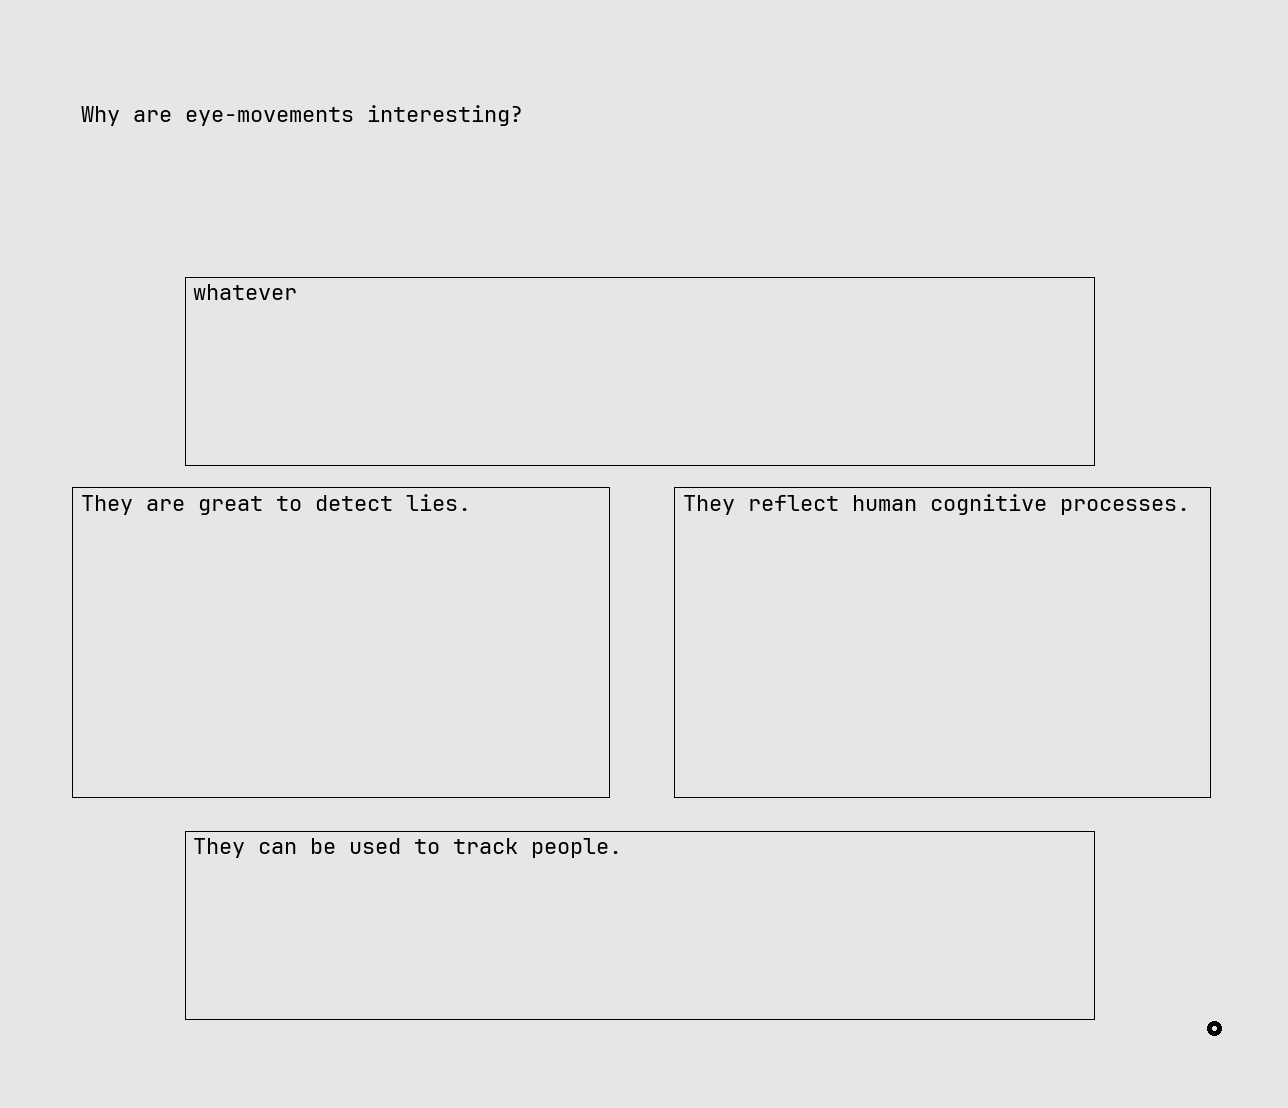 Why are eye-movements interesting?
whatever
They are great to detect lies.
They reflect human cognitive processes.
They can be used to track people.